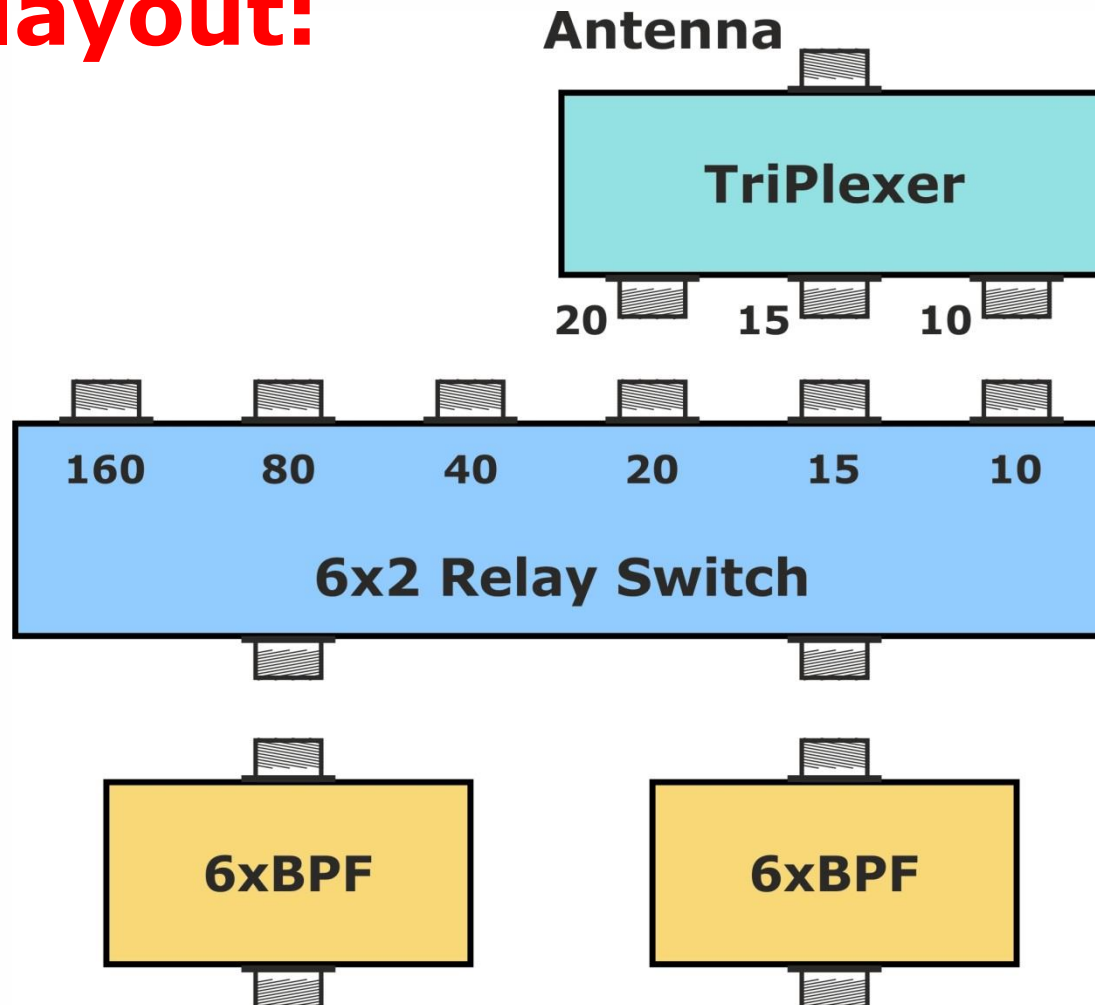 layout:
Antenna
TriPlexer
20 15 10
160 80 40 20 15 10
6x2 Relay Switch
6xBPF 6xBPF